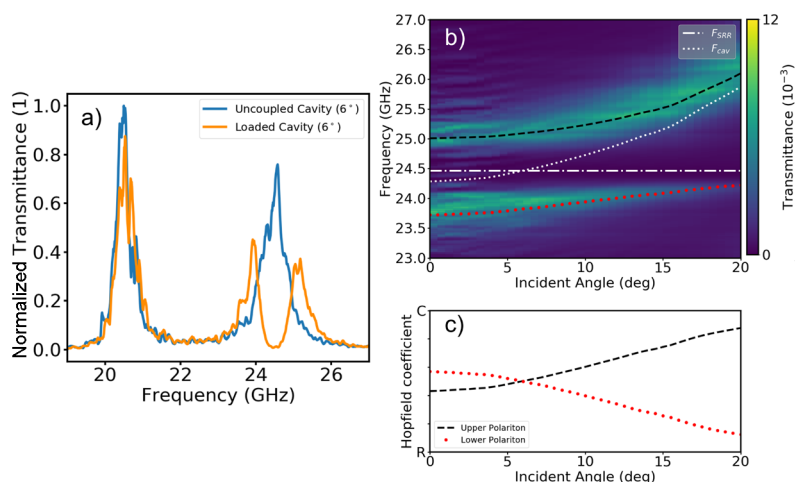 a)
Normalized Transmittance (1)
1.0
0.8
0.6
0.4
0.2
0.0
Uncoupled Cavity (6°)
Loaded Cavity (6°)
20
22
24
26
Frequency (GHz)
b)
Frequency (GHz)
27.0
26.5
26.0
25.5
25.0
24.5
24.0
23.5
23.0
F_SRR
F_cav
0
5
10
15
20
Incident Angle (deg)
12
0
Transmittance (10⁻³)
c)
Hopfield coefficient
C
R
Upper Polariton
Lower Polariton
0
5
10
15
20
Incident Angle (deg)